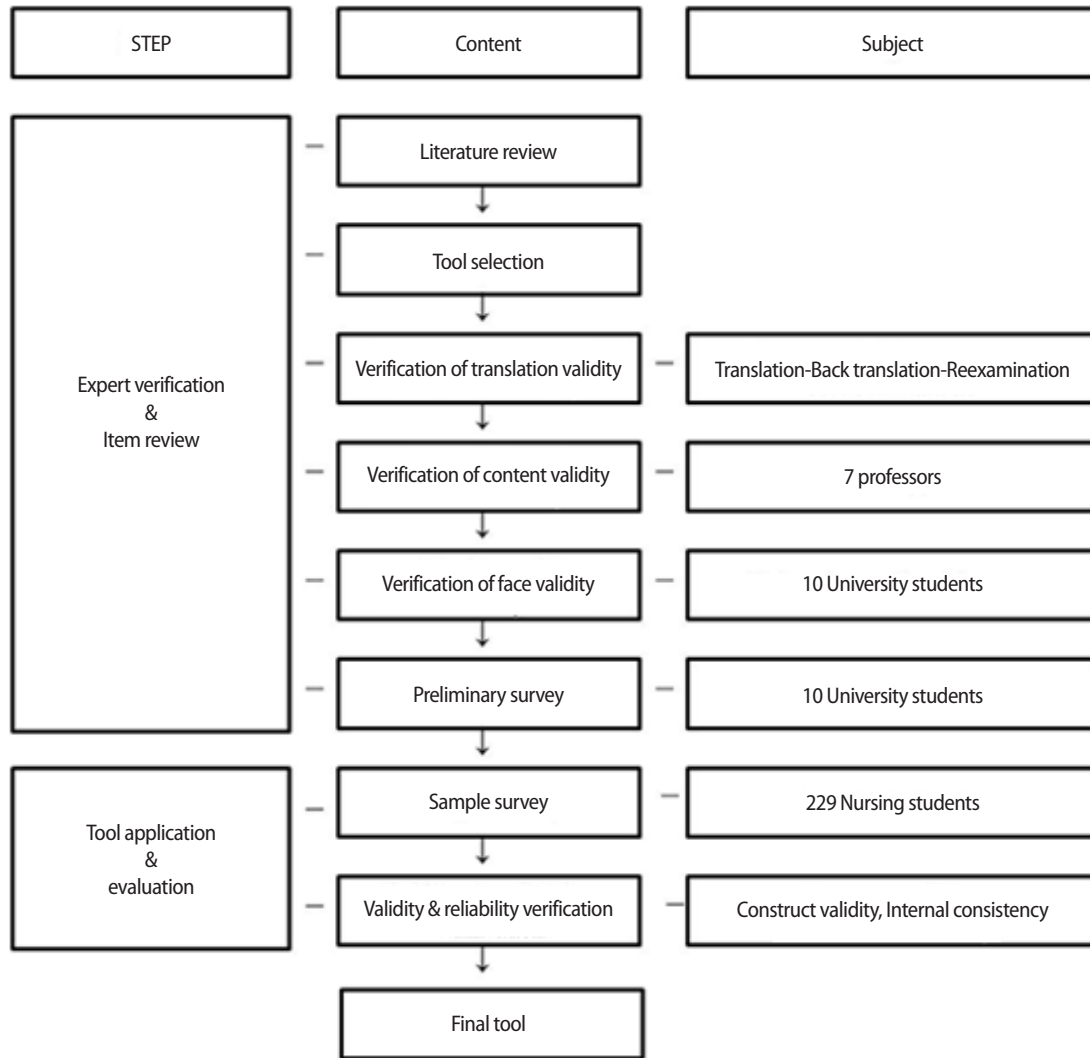 STEP
Content
Subject
Expert verification
&
Item review
Literature review
Tool selection
Verification of translation validity
Translation-Back translation-Reexamination
Verification of content validity
7 professors
Verification of face validity
10 University students
Preliminary survey
10 University students
Tool application
&
evaluation
Sample survey
229 Nursing students
Validity & reliability verification
Construct validity, Internal consistency
Final tool